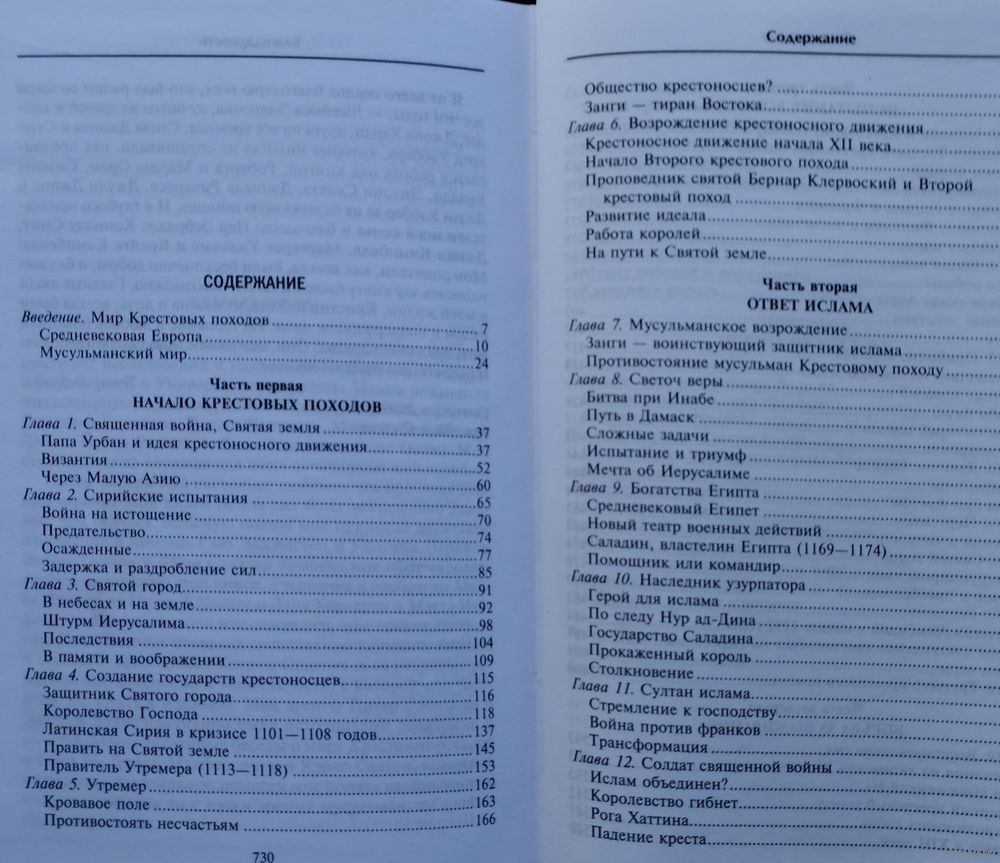 СОДЕРЖАНИЕ
Введение. Мир Крестовых походов 7
Средневековая Европа 10
Мусульманский мир 24
Часть первая
НАЧАЛО КРЕСТОВЫХ ПОХОДОВ
Глава 1. Священная война, Святая земля 37
Папа Урбан и идея крестоносного движения 37
Византия 52
Через Малую Азию 60
Глава 2. Сирийские испытания 65
Война на истощение 70
Предательство 74
Осажденные 77
Задержка и раздробление сил 85
Глава 3. Святой город 91
В небесах и на земле 92
Штурм Иерусалима 98
Последствия 104
В памяти и воображении 109
Глава 4. Создание государств крестоносцев 115
Защитник Святого города 116
Королевство Господа 118
Латинская Сирия в кризисе 1101—1108 годов 137
Править на Святой земле 145
Правитель Утремера (1113—1118) 153
Глава 5. Утремер 162
Кровавое поле 163
Противостоять несчастьям 166
730
Содержание
Общество крестоносцев?
Занги — тиран Востока
Глава 6. Возрождение крестоносного движения
Крестоносное движение начала XII века
Начало Второго крестового похода
Проповедник святой Бернар Клервоский и Второй
крестовый поход
Развитие идеала
Работа королей
На пути к Святой земле
Часть вторая
ОТВЕТ ИСЛАМА
Глава 7. Мусульманское возрождение
Занги — воинствующий защитник ислама
Противостояние мусульман Крестовому походу
Глава 8. Светоч веры
Битва при Инабе
Путь в Дамаск
Сложные задачи
Испытание и триумф
Мечта об Иерусалиме
Глава 9. Богатства Египта
Средневековый Египет
Новый театр военных действий
Саладин, властелин Египта (1169—1174)
Помощник или командир
Глава 10. Наследник узурпатора
Герой для ислама
По следу Нур ад-Дина
Государство Саладина
Прокаженный король
Столкновение
Глава 11. Султан ислама
Стремление к господству
Война против франков
Трансформация
Глава 12. Солдат священной войны
Ислам объединен?
Королевство гибнет
Рога Хаттина
Падение креста